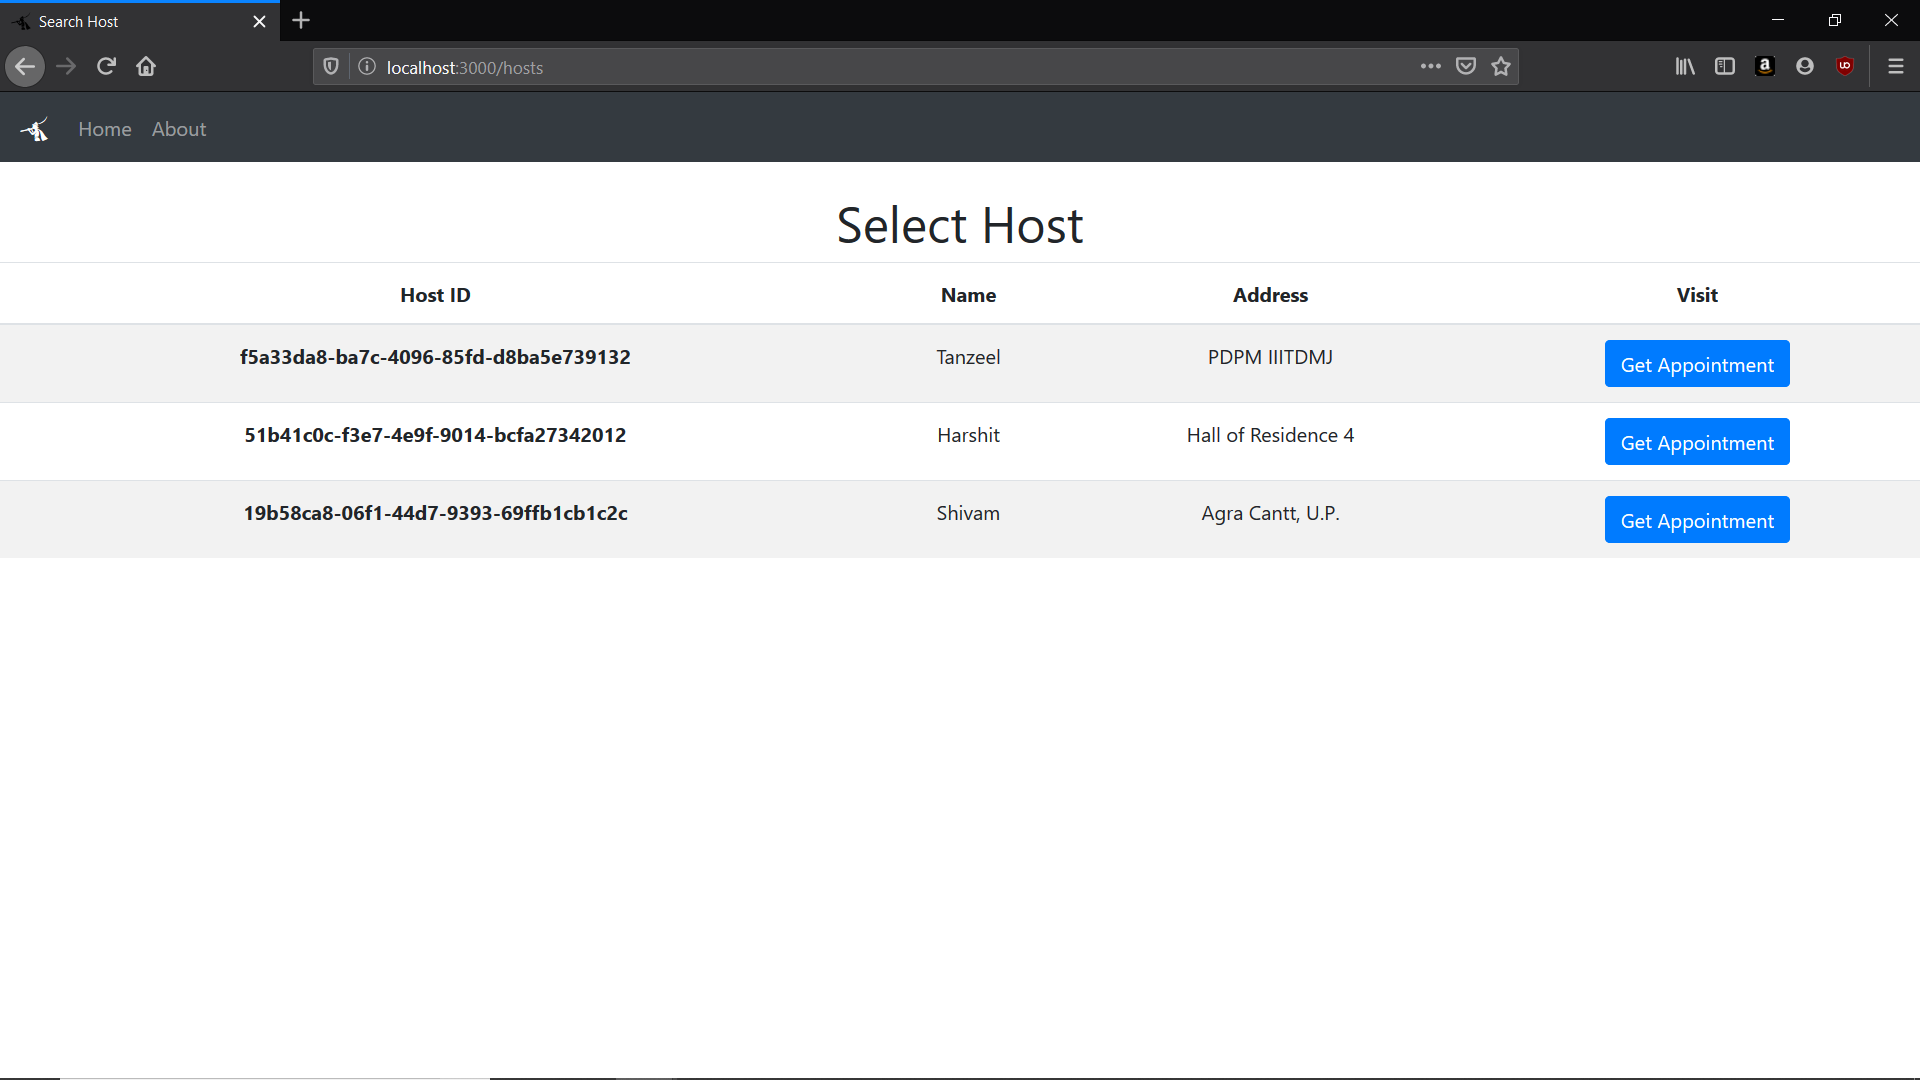 Search Host
localhost:3000/hosts
Home About
Select Host
Host ID Name Address Visit
f5a33da8-ba7c-4096-85fd-d8ba5e739132 Tanzeel PDPM IIITDMJ Get Appointment
51b41c0c-f3e7-4e9f-9014-bcfa27342012 Harshit Hall of Residence 4 Get Appointment
19b58ca8-06f1-44d7-9393-69ffb1cb1c2c Shivam Agra Cantt, U.P. Get Appointment